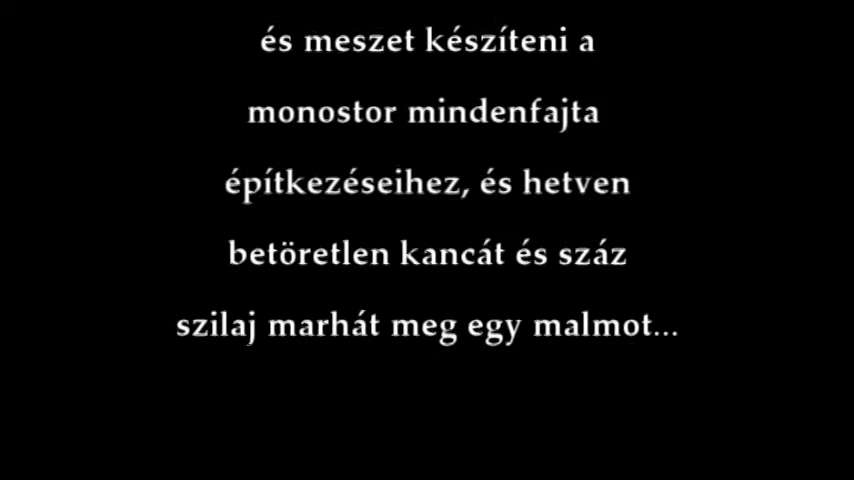 és meszet készíteni a
monostor mindenfajta
építkezéseihez, és hetven
betöretlen kancát és száz
szilaj marhát meg egy malmot...